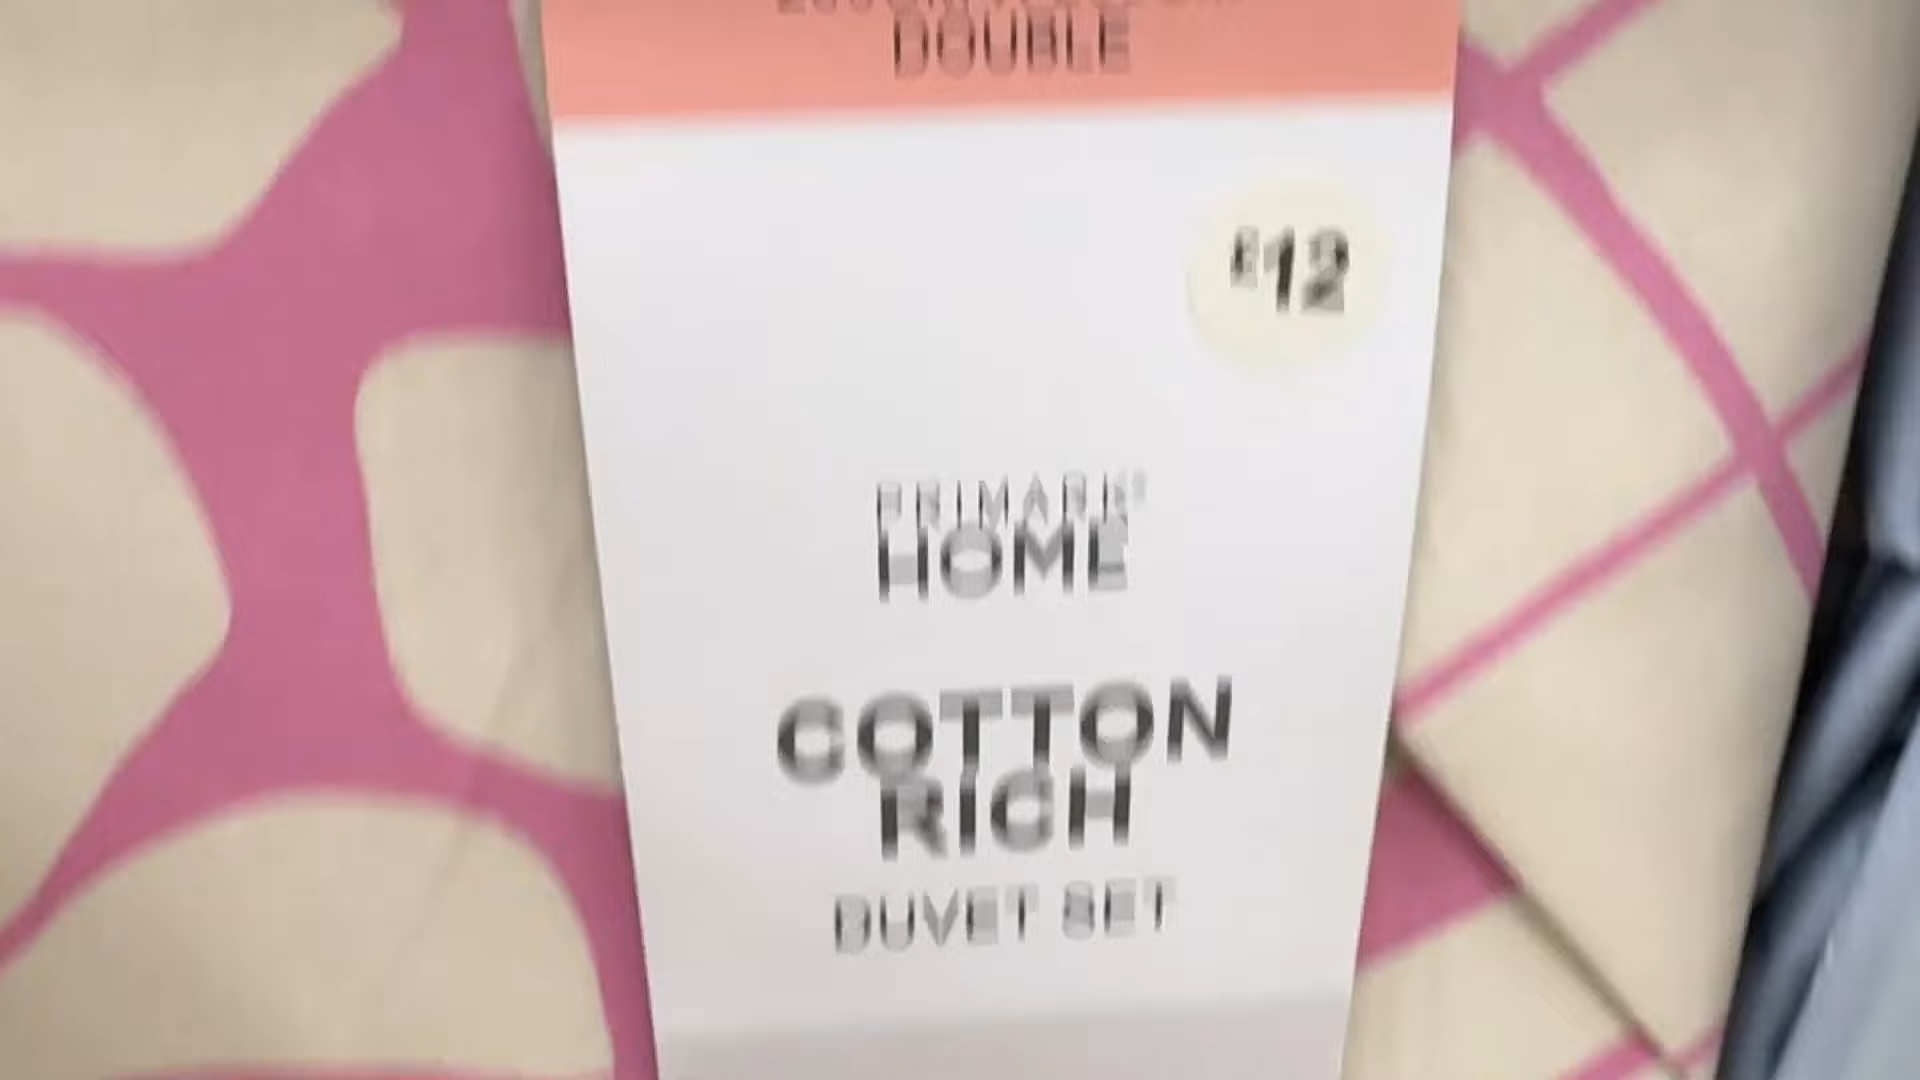 DOUBLE
£12
PRIMARK
HOME
COTTON
RICH
DUVET SET